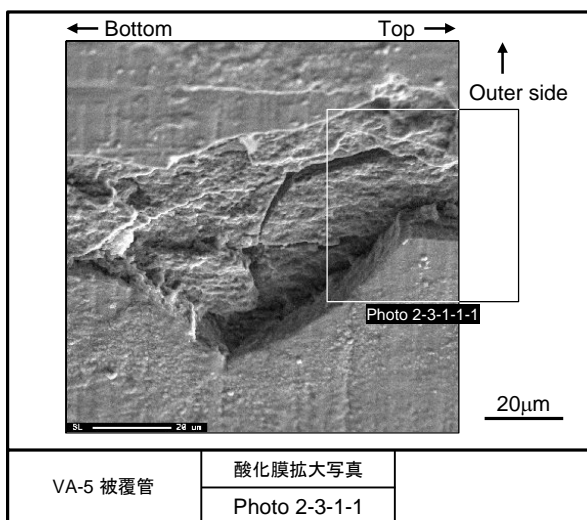 Bottom
Top
Outer side
Photo 2-3-1-1-1
20μm
SL 20 um
VA-5 被覆管
酸化膜拡大写真
Photo 2-3-1-1